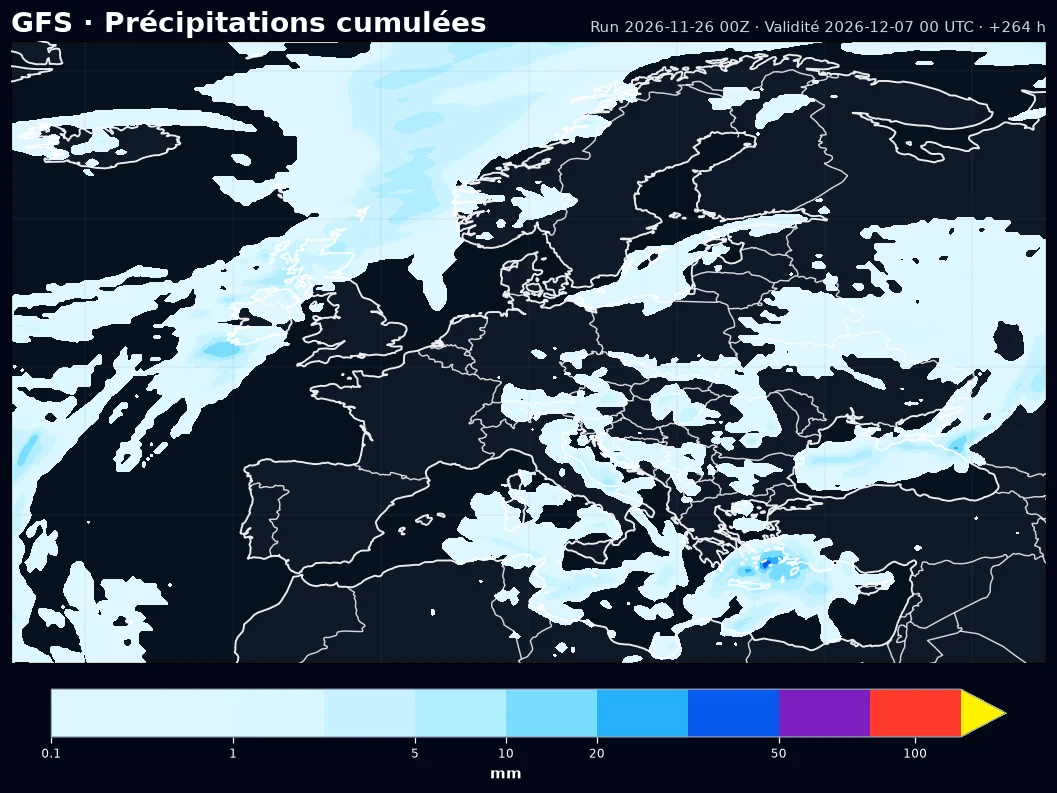 GFS · Précipitations cumulées
Run 2026-11-26 00Z · Validité 2026-12-07 00 UTC · +264 h
0.1 1 5 10 20 50 100
mm